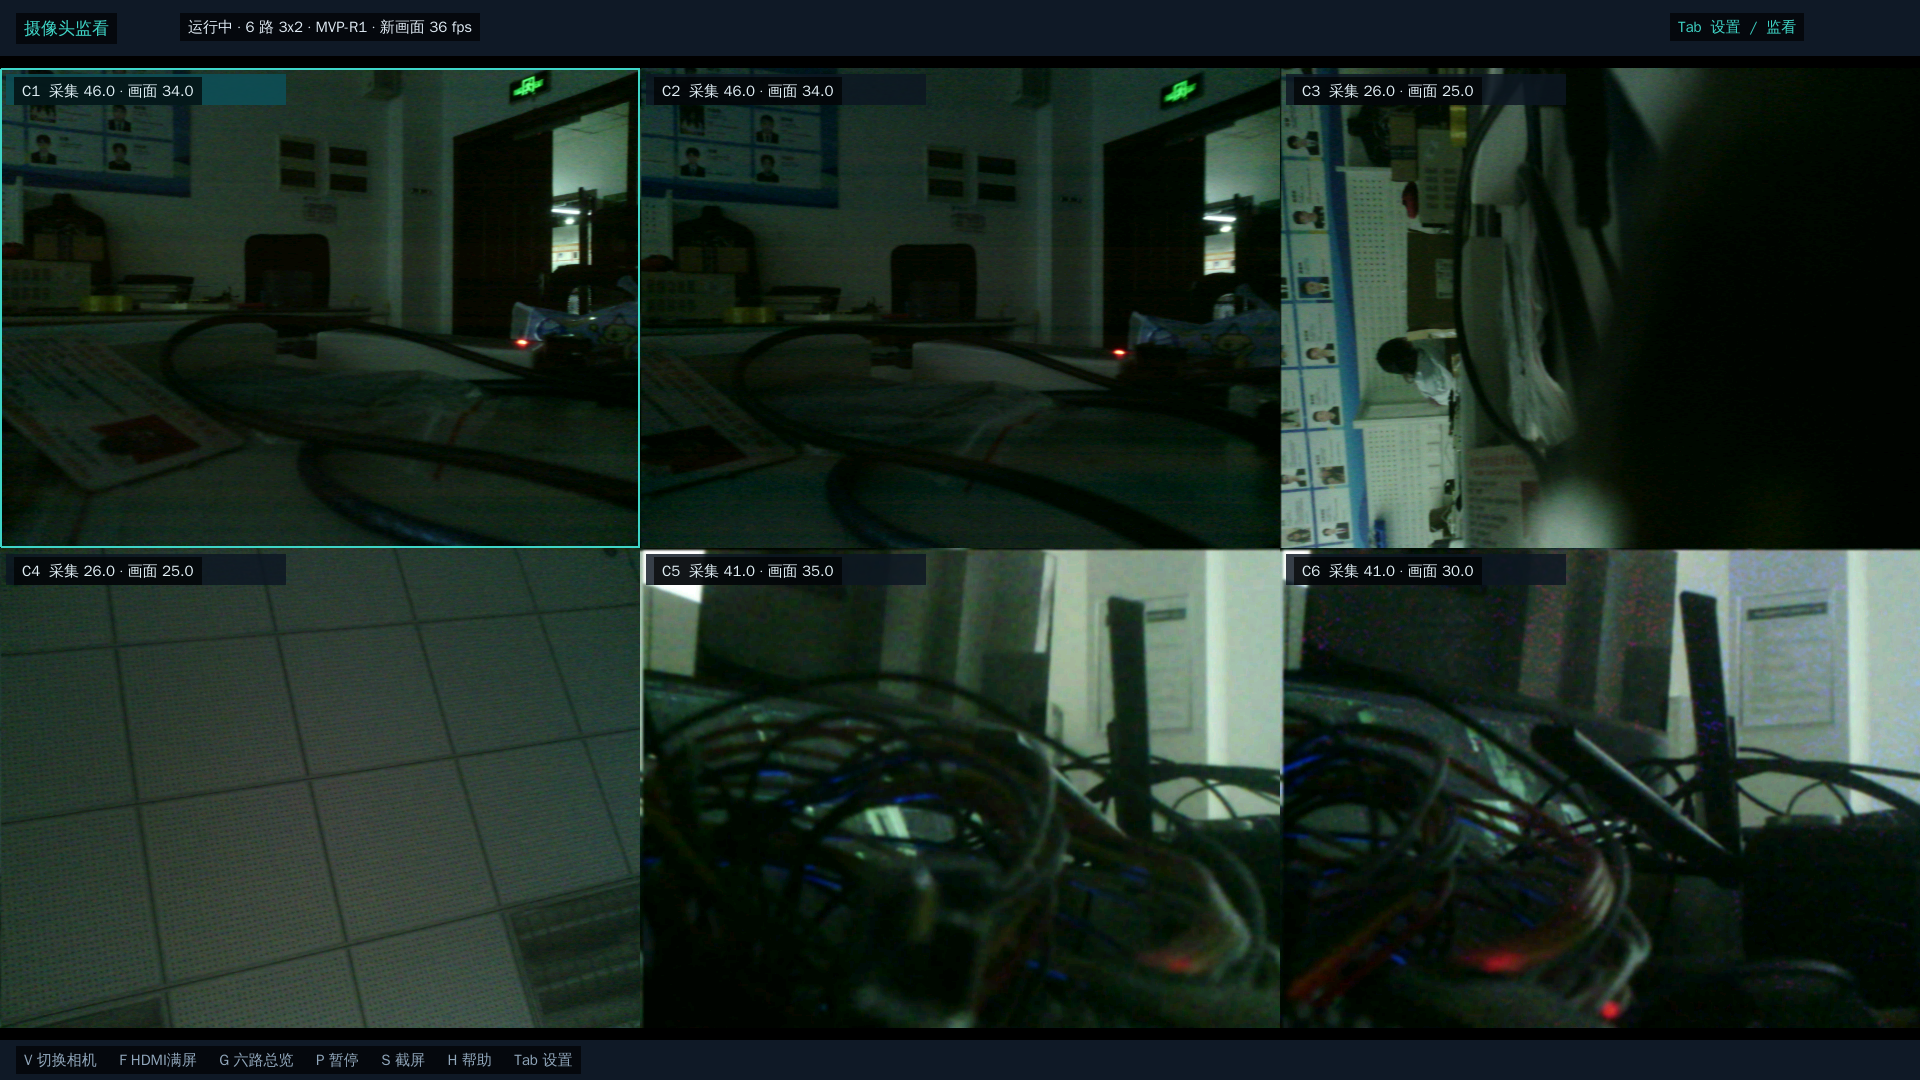 摄像头监看
运行中 · 6 路 3x2 · MVP-R1 · 新画面 36 fps
Tab 设置 / 监看
C1 采集 46.0 · 画面 34.0
C2 采集 46.0 · 画面 34.0
C3 采集 26.0 · 画面 25.0
C4 采集 26.0 · 画面 25.0
C5 采集 41.0 · 画面 35.0
C6 采集 41.0 · 画面 30.0
V 切换相机 F HDMI满屏 G 六路总览 P 暂停 S 截屏 H 帮助 Tab 设置